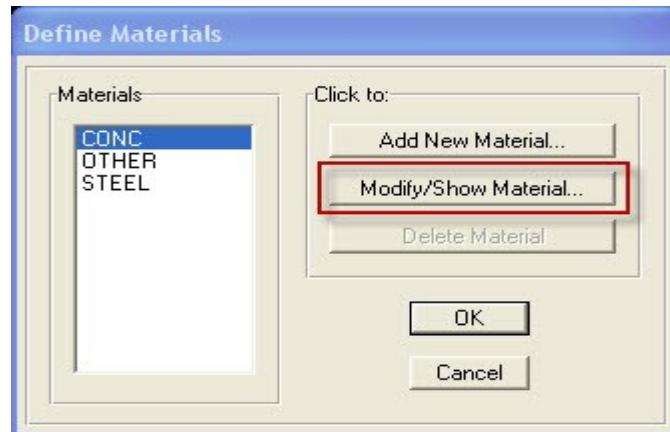 Define Materials
Materials
CONC
OTHER
STEEL
Click to:
Add New Material...
Modify/Show Material...
Delete Material
OK
Cancel